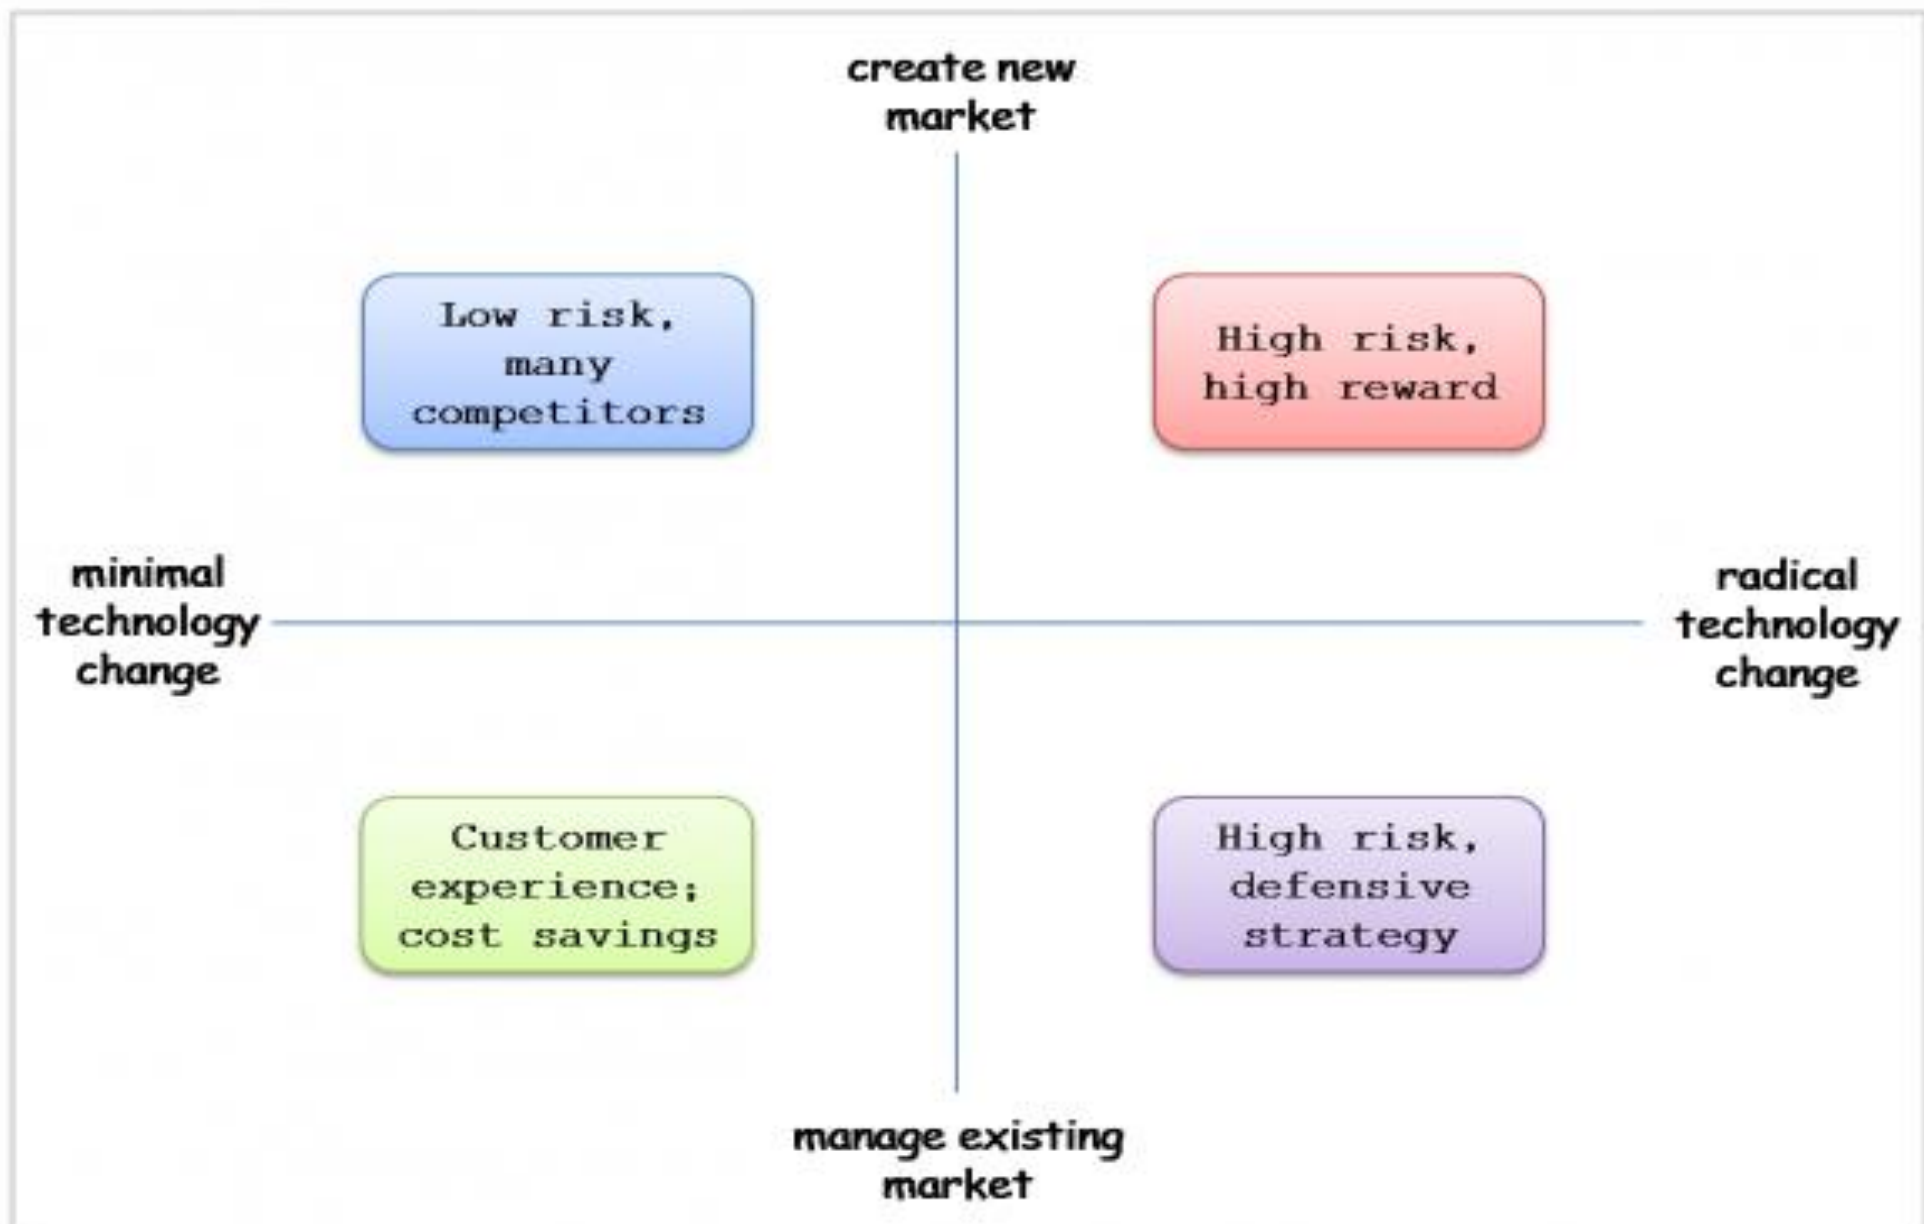 create new
market
Low risk,
many
competitors
High risk,
high reward
minimal
technology
change
radical
technology
change
Customer
experience;
cost savings
High risk,
defensive
strategy
manage existing
market